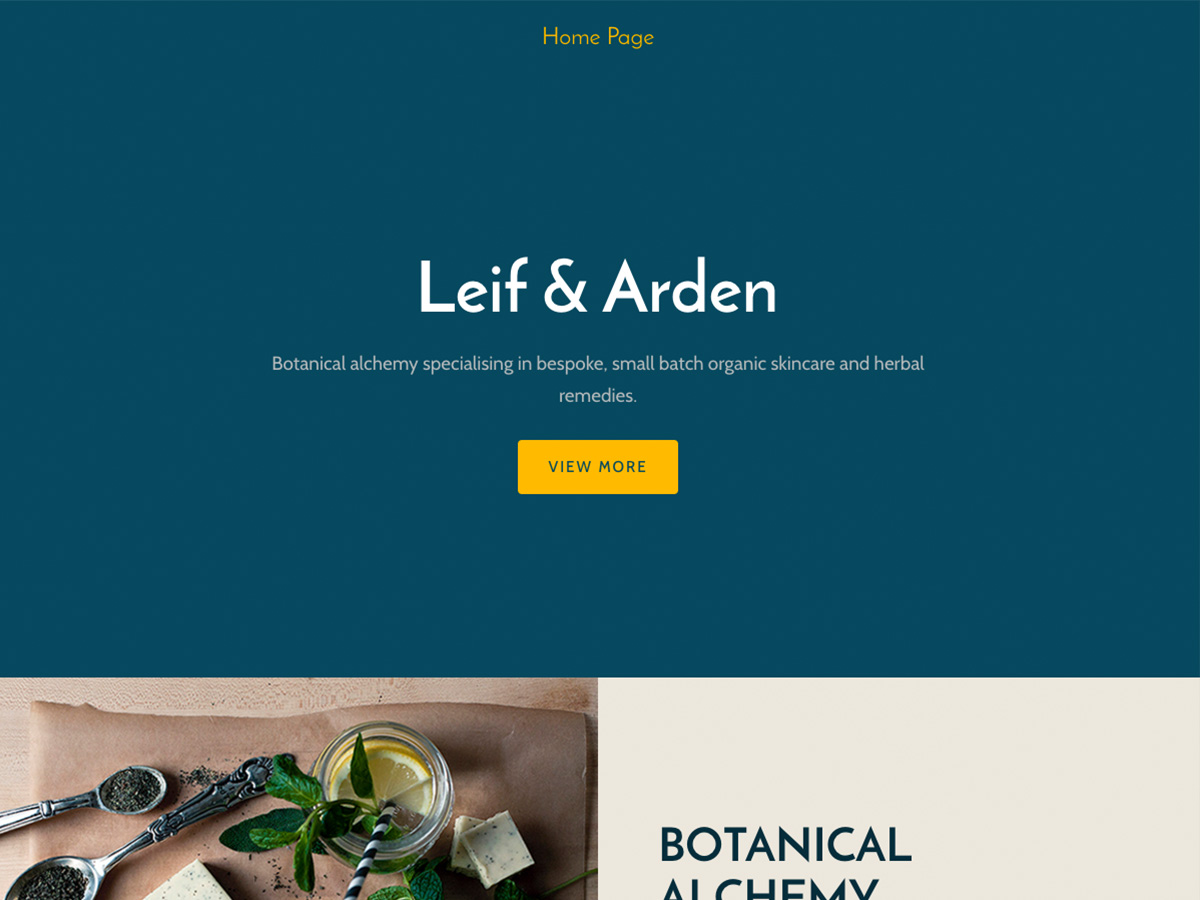 Home Page
Leif & Arden
Botanical alchemy specialising in bespoke, small batch organic skincare and herbal
remedies.
VIEW MORE
BOTANICAL
ALCHEMY